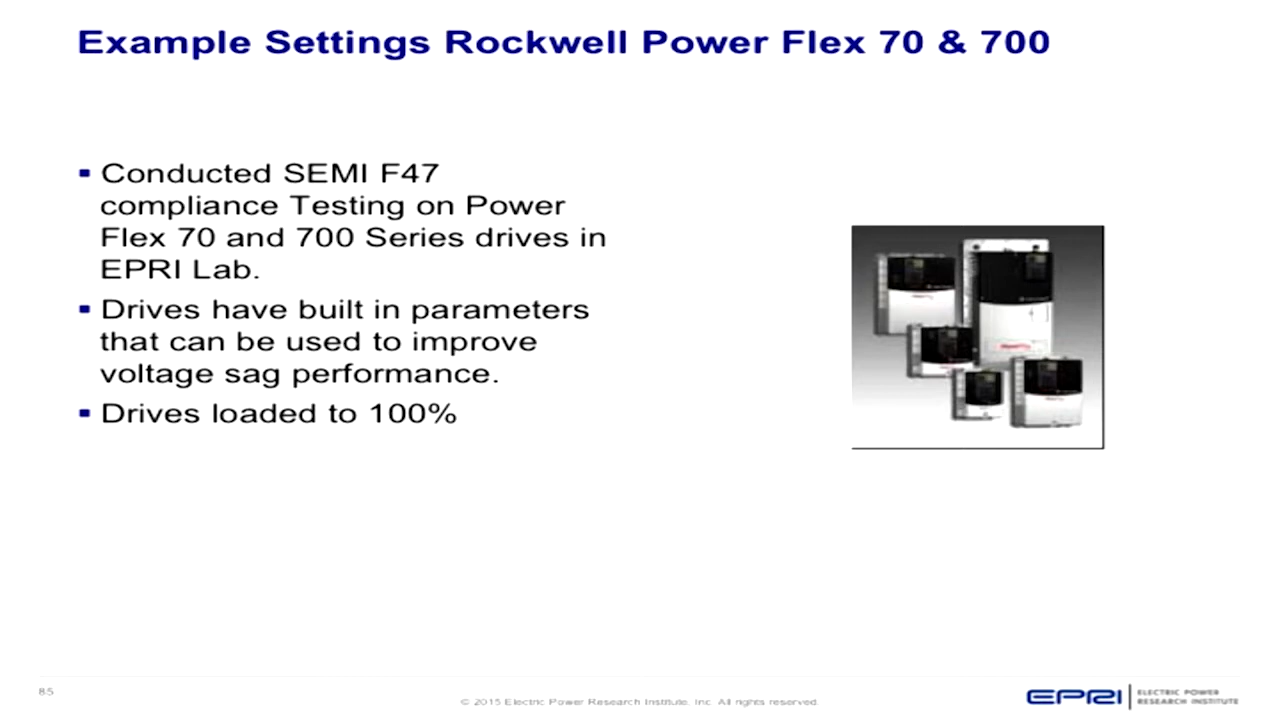 Example Settings Rockwell Power Flex 70 & 700
▪ Conducted SEMI F47
compliance Testing on Power
Flex 70 and 700 Series drives in
EPRI Lab.
▪ Drives have built in parameters
that can be used to improve
voltage sag performance.
▪ Drives loaded to 100%
85
© 2015 Electric Power Research Institute, Inc. All rights reserved.
EPRI
ELECTRIC POWER
RESEARCH INSTITUTE